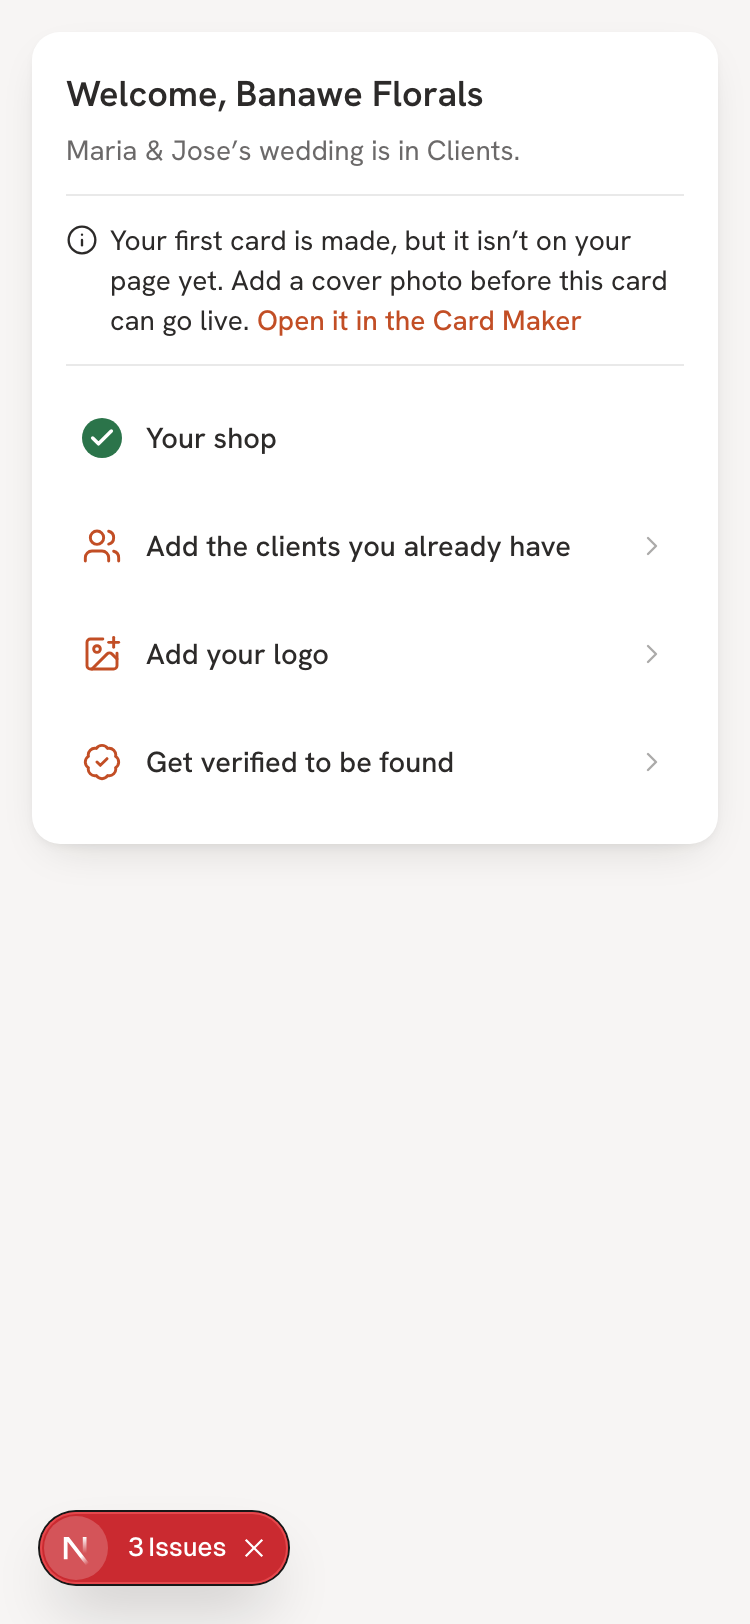 Welcome, Banawe Florals
Maria & Jose’s wedding is in Clients.
Your first card is made, but it isn’t on your
page yet. Add a cover photo before this card
can go live. Open it in the Card Maker
Your shop
Add the clients you already have
Add your logo
Get verified to be found
N 3 Issues